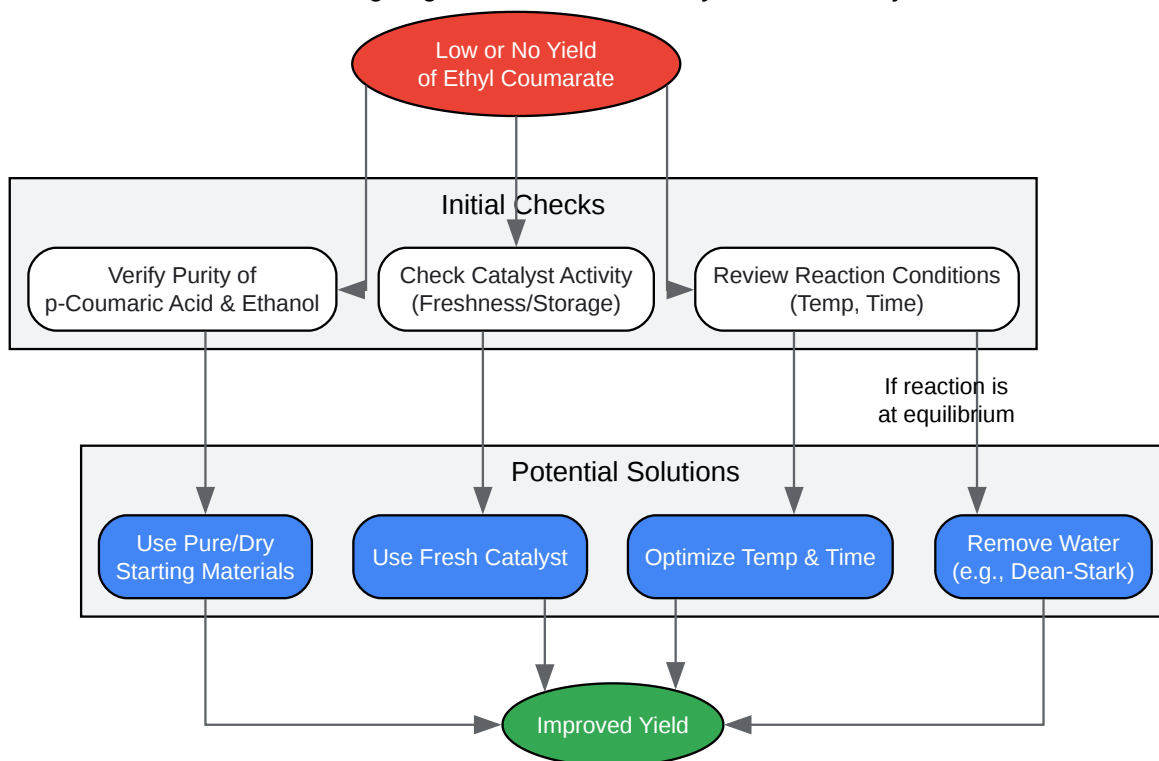 Low or No Yield
of Ethyl Coumarate
Initial Checks
Verify Purity of
p-Coumaric Acid & Ethanol
Check Catalyst Activity
(Freshness/Storage)
Review Reaction Conditions
(Temp, Time)
If reaction is
at equilibrium
Potential Solutions
Use Pure/Dry
Starting Materials
Use Fresh Catalyst
Optimize Temp & Time
Remove Water
(e.g., Dean-Stark)
Improved Yield